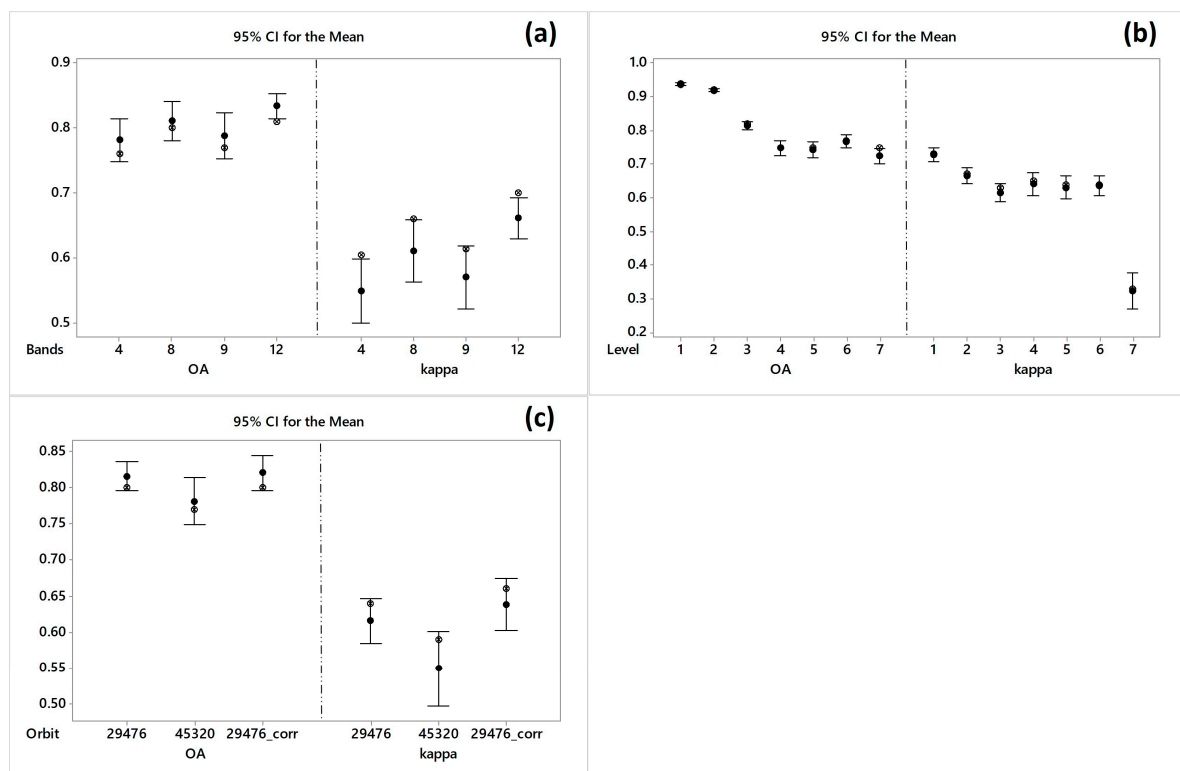 95% CI for the Mean
(a)
0.9
0.8
0.7
0.6
0.5
Bands 4 8 9 12 4 8 9 12
OA kappa
95% CI for the Mean
(b)
1.0
0.9
0.8
0.7
0.6
0.5
0.4
0.3
0.2
Level 1 2 3 4 5 6 7 1 2 3 4 5 6 7
OA kappa
95% CI for the Mean
(c)
0.85
0.80
0.75
0.70
0.65
0.60
0.55
0.50
Orbit 29476 45320 29476_corr 29476 45320 29476_corr
OA kappa